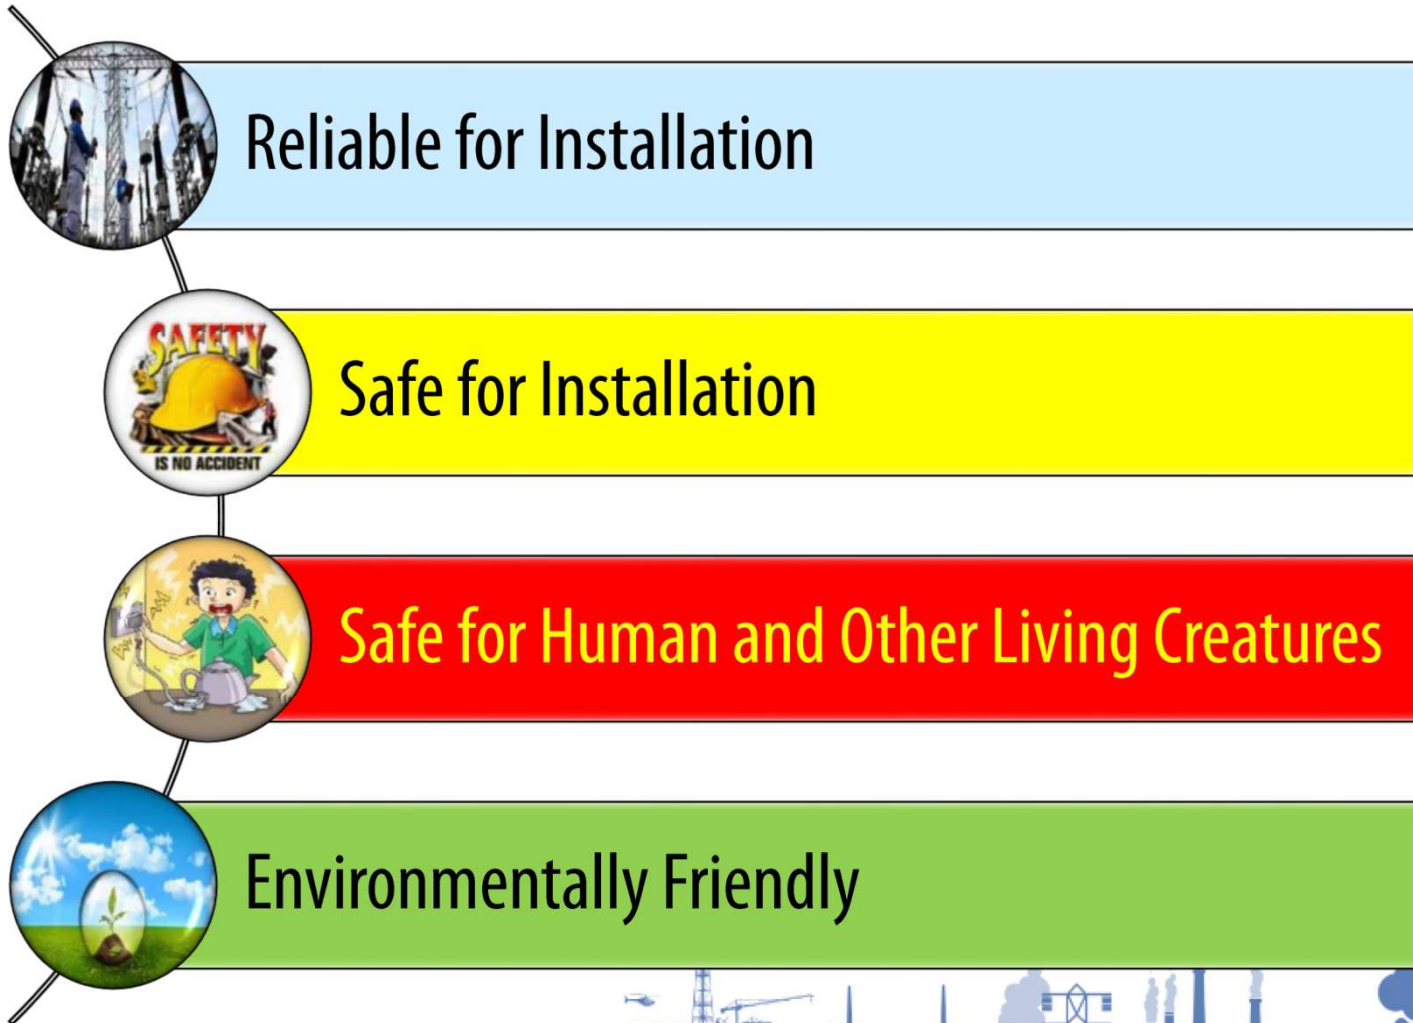 Reliable for Installation
SAFETY
IS NO ACCIDENT
Safe for Installation
Safe for Human and Other Living Creatures
Environmentally Friendly